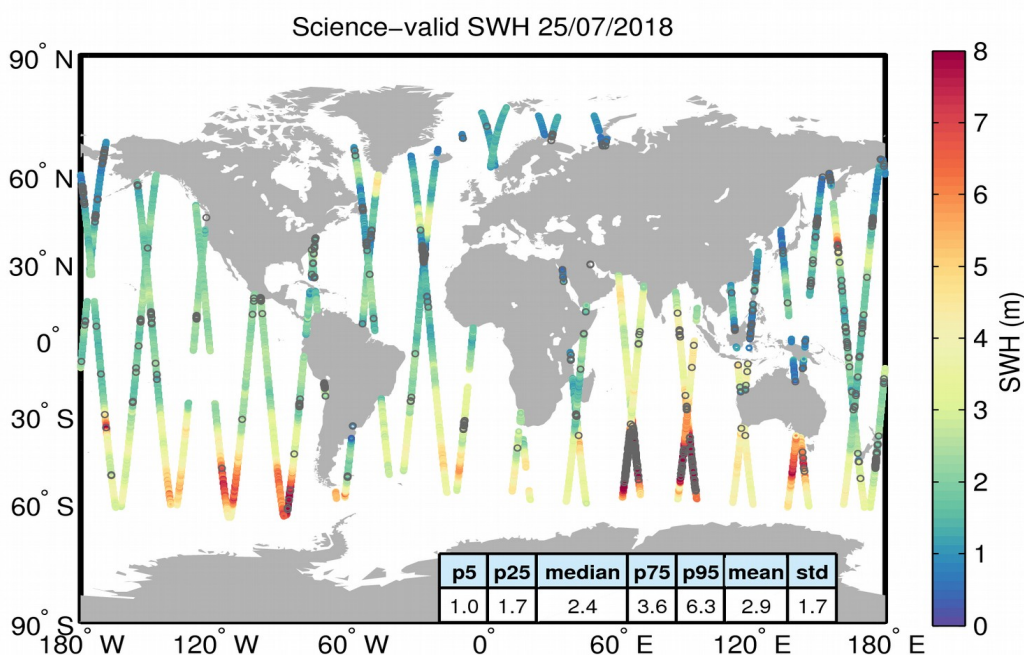 Science−valid SWH 25/07/2018
90° N
60° N
30° N
0°
30° S
60° S
90° S
180° W
120° W
60° W
0°
60° E
120° E
180° E
p5 p25 median p75 p95 mean std
1.0 1.7 2.4 3.6 6.3 2.9 1.7
8
7
6
5
4
3
2
1
0
SWH (m)